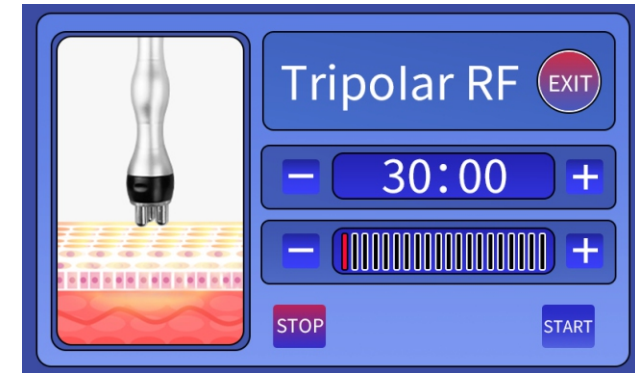 Tripolar RF EXIT
− 30:00 +
− +
STOP START